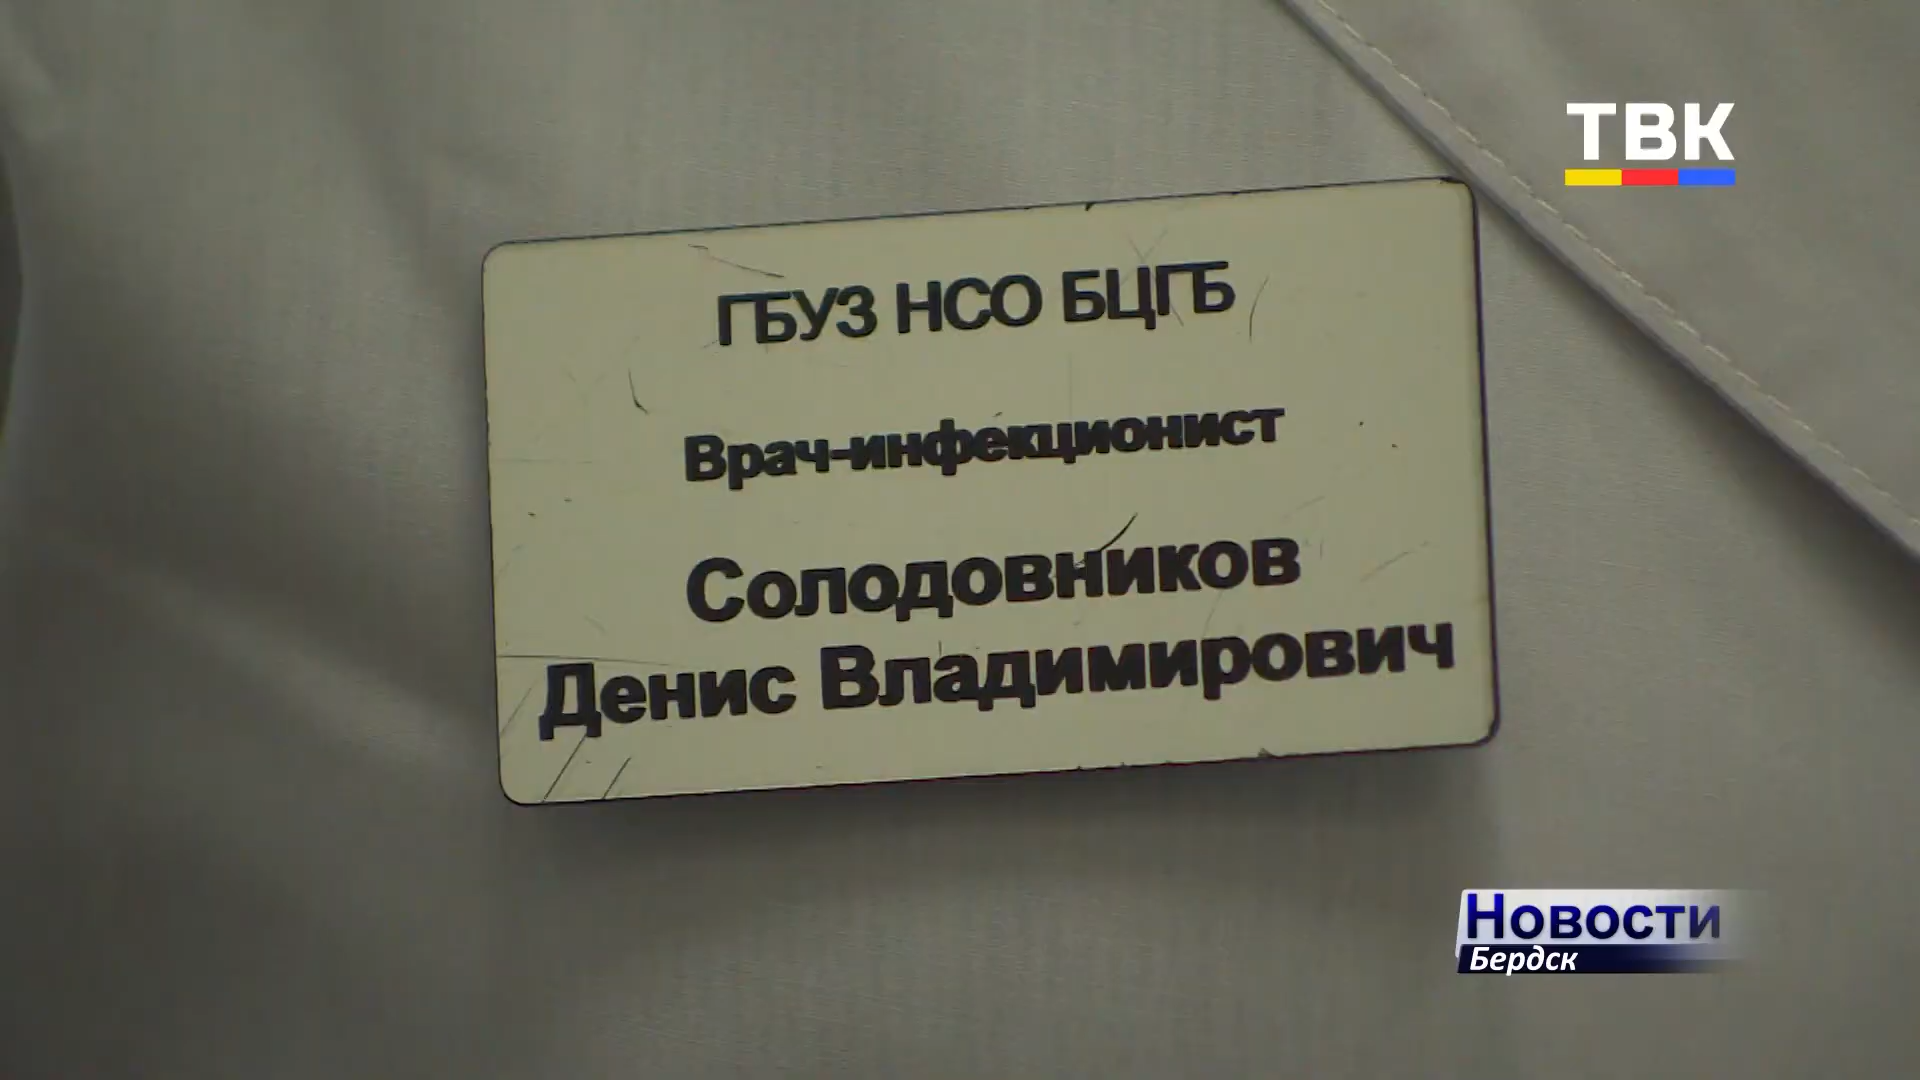 ТВК
ГБУЗ НСО БЦГБ
Врач-инфекционист
Солодовников
Денис Владимирович
Новости
Бердск